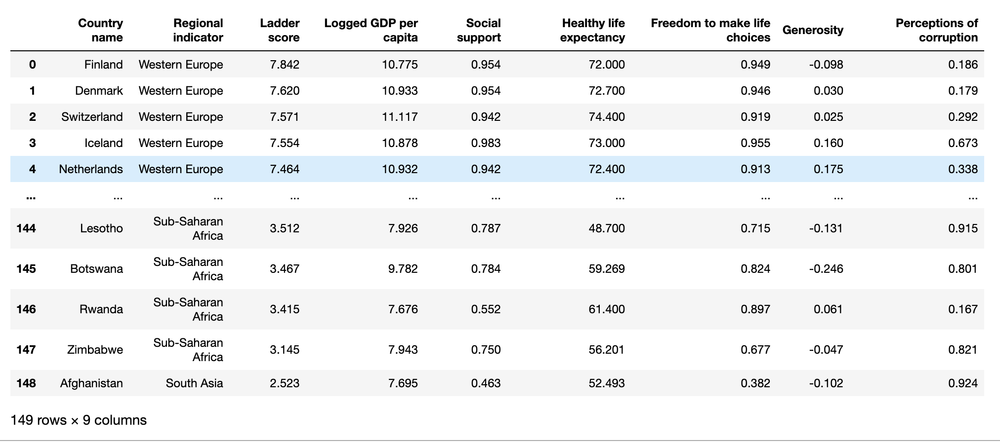 Country name Regional indicator Ladder score Logged GDP per capita Social support Healthy life expectancy Freedom to make life choices Generosity Perceptions of corruption
0 Finland Western Europe 7.842 10.775 0.954 72.000 0.949 -0.098 0.186
1 Denmark Western Europe 7.620 10.933 0.954 72.700 0.946 0.030 0.179
2 Switzerland Western Europe 7.571 11.117 0.942 74.400 0.919 0.025 0.292
3 Iceland Western Europe 7.554 10.878 0.983 73.000 0.955 0.160 0.673
4 Netherlands Western Europe 7.464 10.932 0.942 72.400 0.913 0.175 0.338
... ... ... ... ... ... ... ... ... ...
144 Lesotho Sub-Saharan Africa 3.512 7.926 0.787 48.700 0.715 -0.131 0.915
145 Botswana Sub-Saharan Africa 3.467 9.782 0.784 59.269 0.824 -0.246 0.801
146 Rwanda Sub-Saharan Africa 3.415 7.676 0.552 61.400 0.897 0.061 0.167
147 Zimbabwe Sub-Saharan Africa 3.145 7.943 0.750 56.201 0.677 -0.047 0.821
148 Afghanistan South Asia 2.523 7.695 0.463 52.493 0.382 -0.102 0.924
149 rows × 9 columns